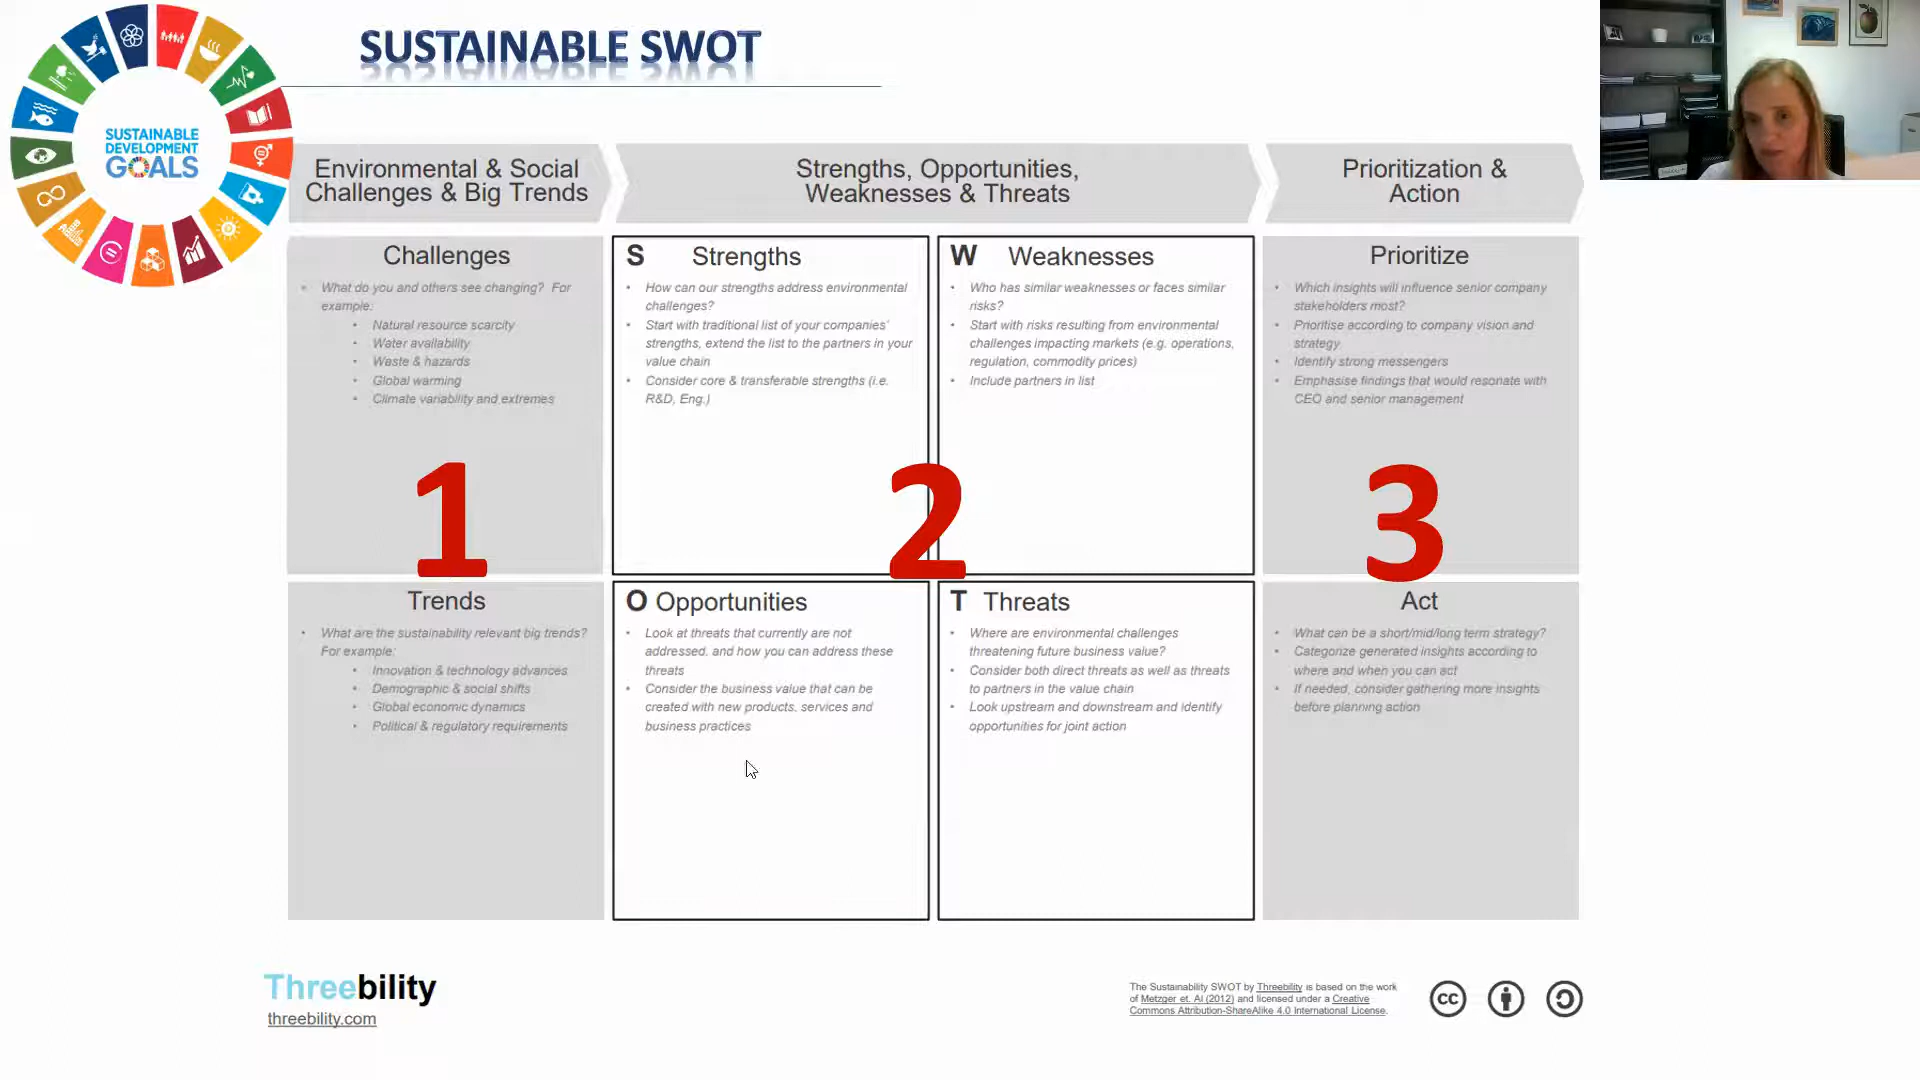 SUSTAINABLE SWOT
SUSTAINABLE
DEVELOPMENT
GOALS
Environmental & Social
Challenges & Big Trends
Strengths, Opportunities,
Weaknesses & Threats
Prioritization &
Action
Challenges
• What do you and others see changing? For
example:
• Natural resource scarcity
• Water availability
• Waste & hazards
• Global warming
• Climate variability and extremes
1
S Strengths
• How can our strengths address environmental
challenges?
• Start with traditional list of your companies'
strengths, extend the list to the partners in your
value chain
• Consider core & transferable strengths (i.e.
R&D, Eng.)
W Weaknesses
• Who has similar weaknesses or faces similar
risks?
• Start with risks resulting from environmental
challenges impacting markets (e.g. operations,
regulation, commodity prices)
• Include partners in list
2
Prioritize
• Which insights will influence senior company
stakeholders most?
• Prioritise according to company vision and
strategy
• Identify strong messengers
• Emphasise findings that would resonate with
CEO and senior management
3
Trends
• What are the sustainability relevant big trends?
For example:
• Innovation & technology advances
• Demographic & social shifts
• Global economic dynamics
• Political & regulatory requirements
O Opportunities
• Look at threats that currently are not
addressed, and how you can address these
threats
• Consider the business value that can be
created with new products, services and
business practices
T Threats
• Where are environmental challenges
threatening future business value?
• Consider both direct threats as well as threats
to partners in the value chain
• Look upstream and downstream and identify
opportunities for joint action
Act
• What can be a short/mid/long term strategy?
• Categorize generated insights according to
where and when you can act
• If needed, consider gathering more insights
before planning action
Threebility
threebility.com
The Sustainability SWOT by Threebility is based on the work
of Metzger et. Al (2012) and licensed under a Creative
Commons Attribution-ShareAlike 4.0 International License.
cc